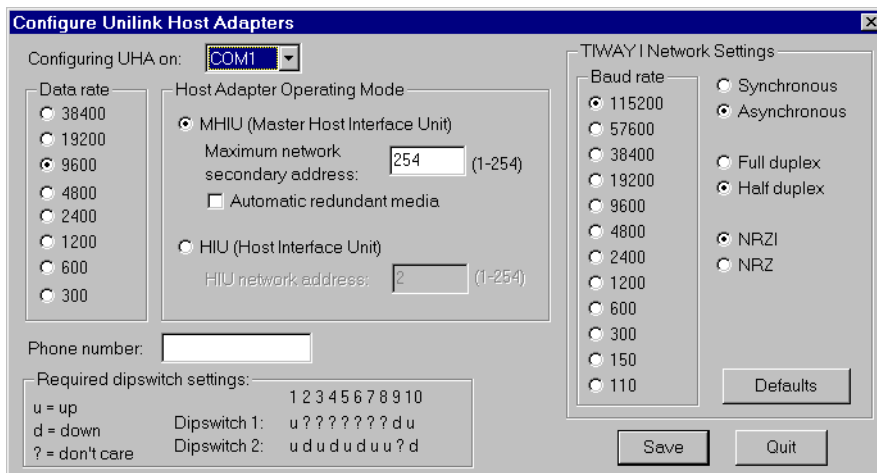 Configure Unilink Host Adapters
Configuring UHA on: COM1
Data rate
38400
19200
9600
4800
2400
1200
600
300
Host Adapter Operating Mode
MHIU (Master Host Interface Unit)
Maximum network
secondary address: 254 (1-254)
Automatic redundant media
HIU (Host Interface Unit)
HIU network address: 2 (1-254)
Phone number:
Required dipswitch settings:
u = up
d = down
? = don't care
1 2 3 4 5 6 7 8 9 10
Dipswitch 1: u ? ? ? ? ? ? ? d u
Dipswitch 2: u d u d u d u u ? d
TIWAY I Network Settings
Baud rate
115200
57600
38400
19200
9600
4800
2400
1200
600
300
150
110
Synchronous
Asynchronous
Full duplex
Half duplex
NRZI
NRZ
Defaults
Save
Quit